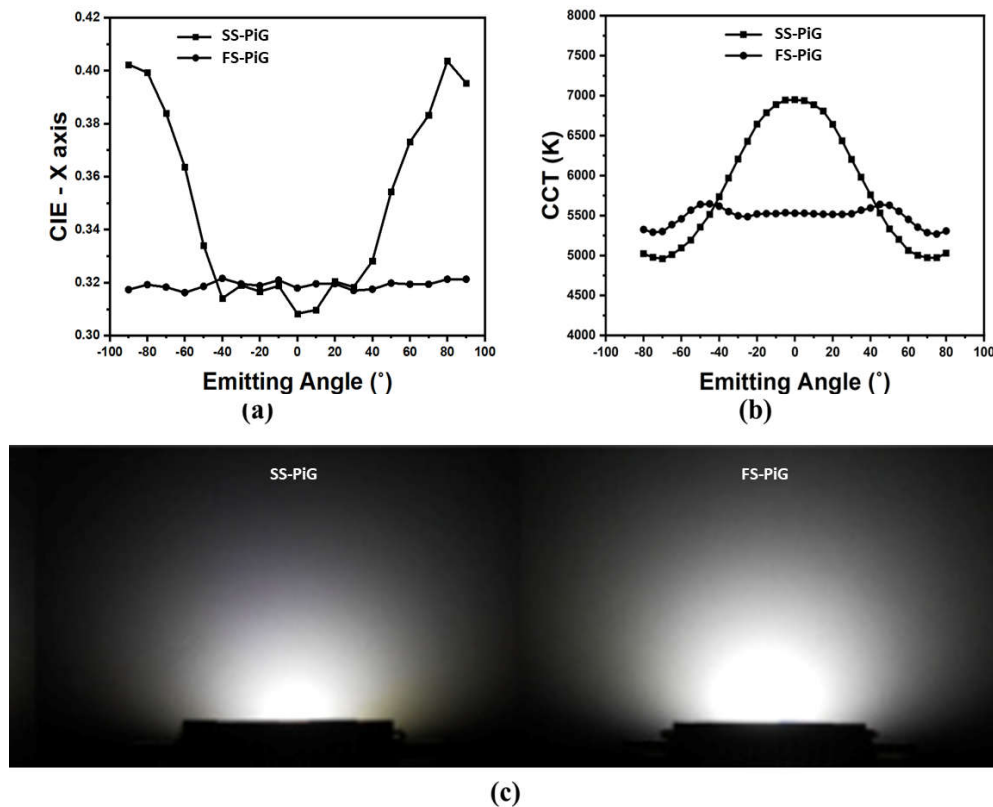 0.42
0.40
0.38
0.36
0.34
0.32
0.30
CIE - X axis
SS-PiG
FS-PiG
-100 -80 -60 -40 -20 0 20 40 60 80 100
Emitting Angle (˚)
(a)
8000
7500
7000
6500
6000
5500
5000
4500
4000
CCT (K)
SS-PiG
FS-PiG
-100 -80 -60 -40 -20 0 20 40 60 80 100
Emitting Angle (˚)
(b)
SS-PiG
FS-PiG
(c)